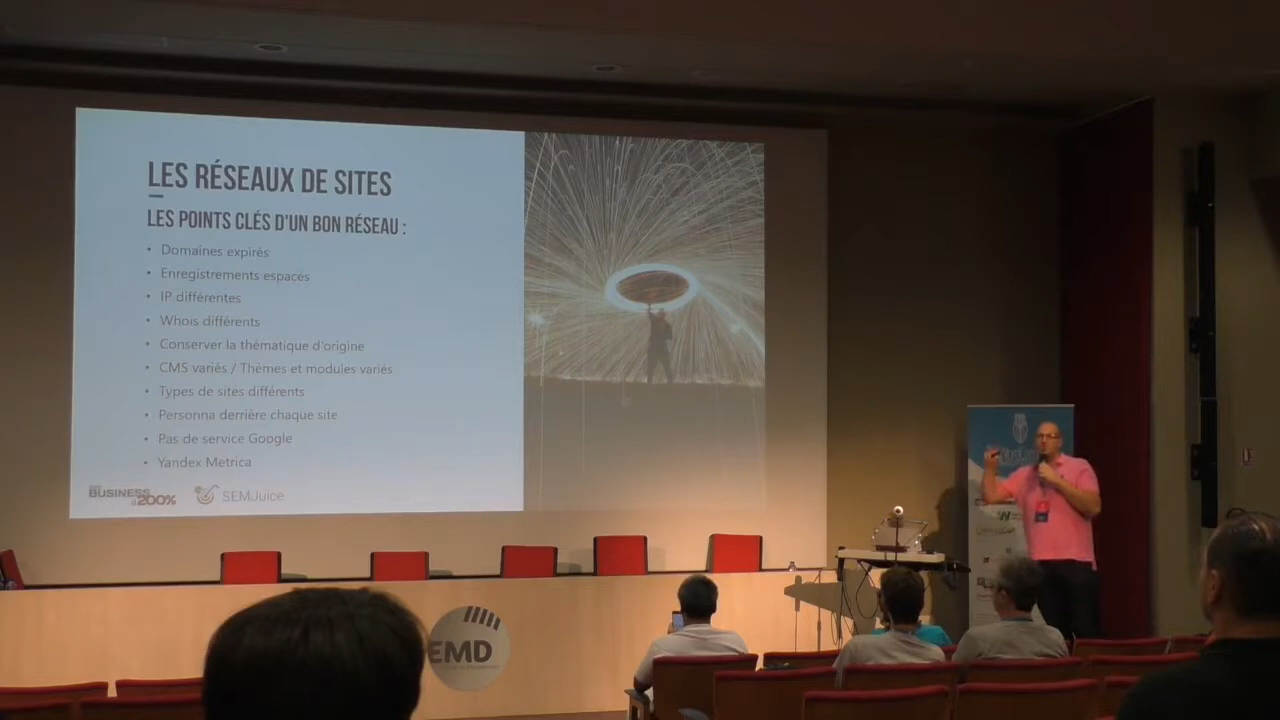 LES RÉSEAUX DE SITES
LES POINTS CLÉS D'UN BON RÉSEAU :
• Domaines expirés
• Enregistrements espacés
• IP différentes
• Whois différents
• Conserver la thématique d'origine
• CMS variés / Thèmes et modules variés
• Types de sites différents
• Personna derrière chaque site
• Pas de service Google
• Yandex Metrica
BUSINESS
à 200%
SEMJuice
EMD